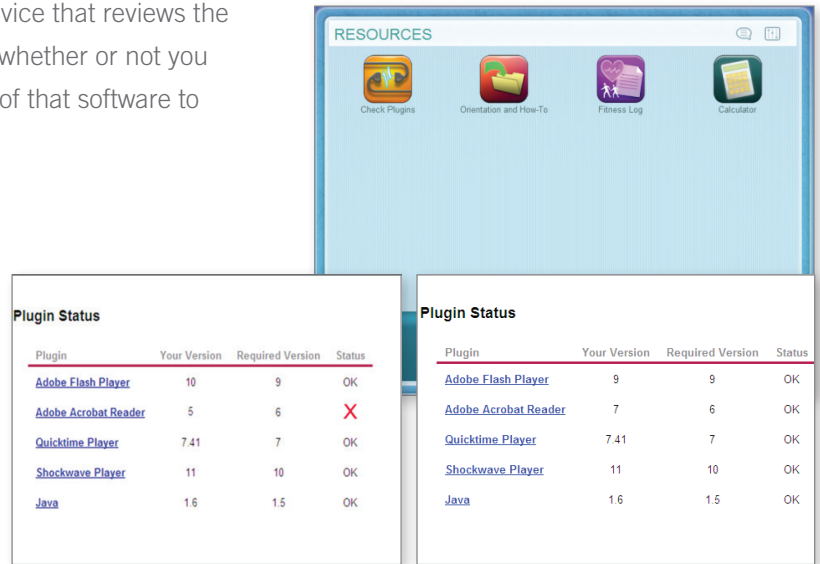 vice that reviews the
whether or not you
of that software to
RESOURCES
Check Plugins Orientation and How-To Fitness Log Calculator
Plugin Status
Plugin Your Version Required Version Status
Adobe Flash Player 10 9 OK
Adobe Acrobat Reader 5 6 X
Quicktime Player 7.41 7 OK
Shockwave Player 11 10 OK
Java 1.6 1.5 OK
Plugin Status
Plugin Your Version Required Version Status
Adobe Flash Player 9 9 OK
Adobe Acrobat Reader 7 6 OK
Quicktime Player 7.41 7 OK
Shockwave Player 11 10 OK
Java 1.6 1.5 OK